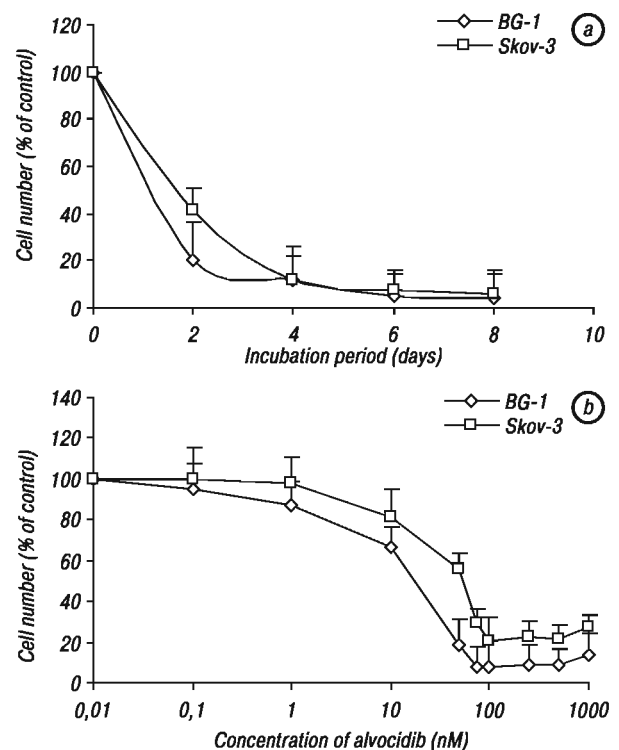 120
100
80
60
40
20
0
Cell number (% of control)
BG-1
Skov-3
a
0 2 4 6 8 10
Incubation period (days)
140
120
100
80
60
40
20
0
Cell number (% of control)
BG-1
Skov-3
b
0,01 0,1 1 10 100 1000
Concentration of alvocidib (nM)